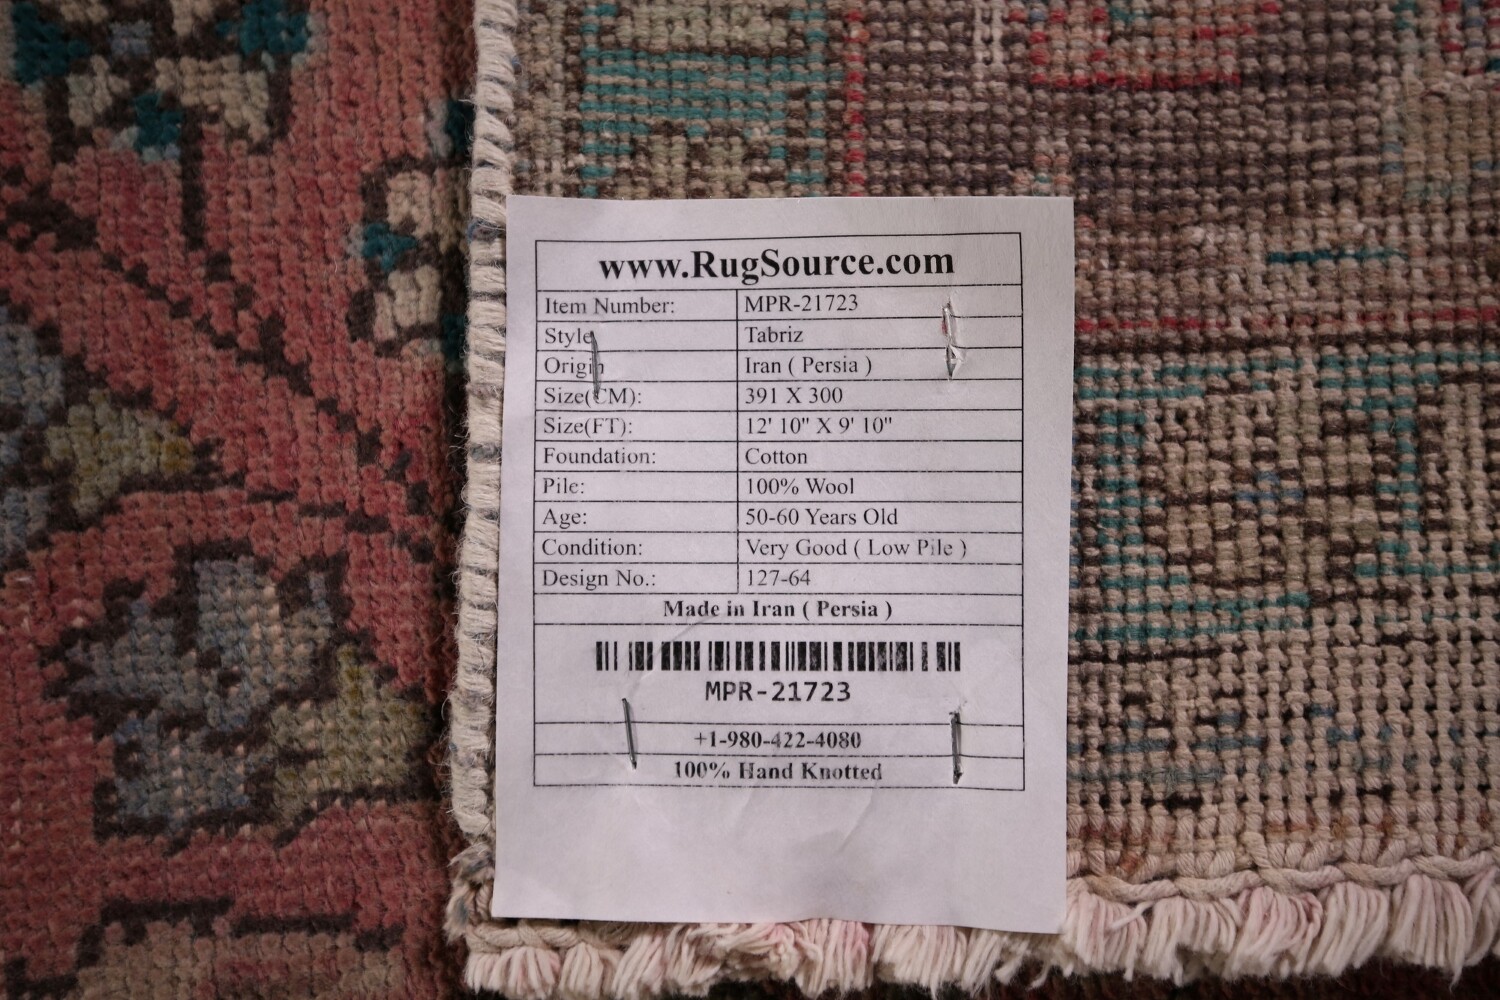 www.RugSource.com
Item Number: MPR-21723
Style Tabriz
Origin Iran ( Persia )
Size(CM): 391 X 300
Size(FT): 12' 10" X 9' 10"
Foundation: Cotton
Pile: 100% Wool
Age: 50-60 Years Old
Condition: Very Good ( Low Pile )
Design No.: 127-64
Made in Iran ( Persia )
MPR-21723
+1-980-422-4080
100% Hand Knotted